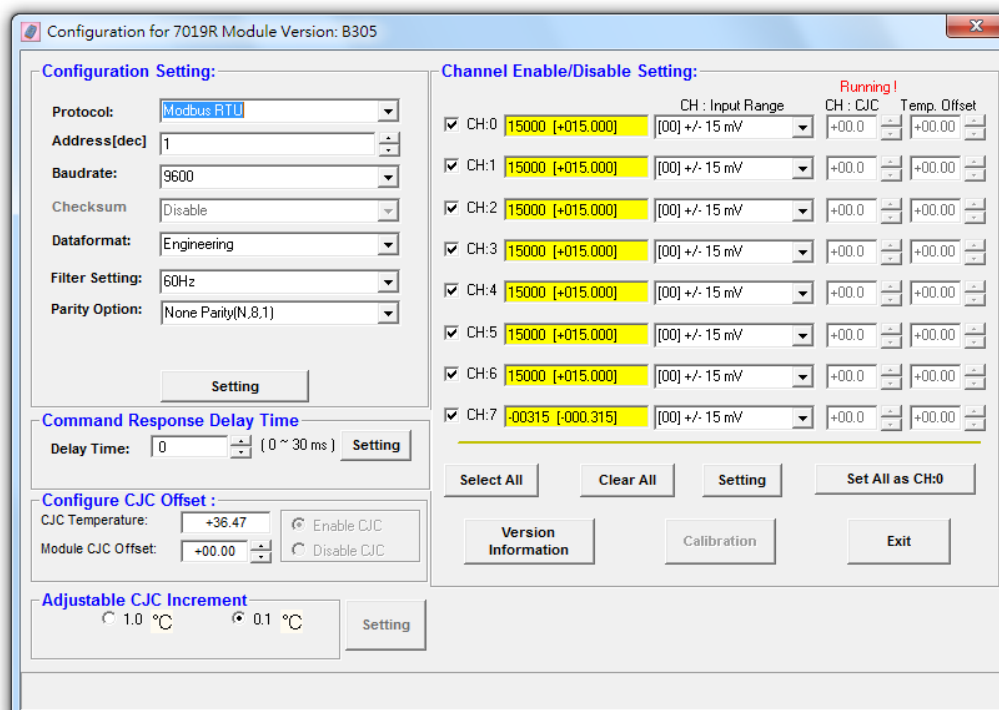 Configuration for 7019R Module Version: B305
Configuration Setting:
Protocol: Modbus RTU
Address[dec] 1
Baudrate: 9600
Checksum Disable
Dataformat: Engineering
Filter Setting: 60Hz
Parity Option: None Parity(N,8,1)
Setting
Command Response Delay Time
Delay Time: 0 ( 0 ~ 30 ms ) Setting
Configure CJC Offset :
CJC Temperature: +36.47
Module CJC Offset: +00.00
Enable CJC
Disable CJC
Adjustable CJC Increment
1.0 °C 0.1 °C
Setting
Channel Enable/Disable Setting:
Running !
CH : Input Range CH : CJC Temp. Offset
CH:0 15000 [+015.000] [00] +/- 15 mV +00.0 +00.00
CH:1 15000 [+015.000] [00] +/- 15 mV +00.0 +00.00
CH:2 15000 [+015.000] [00] +/- 15 mV +00.0 +00.00
CH:3 15000 [+015.000] [00] +/- 15 mV +00.0 +00.00
CH:4 15000 [+015.000] [00] +/- 15 mV +00.0 +00.00
CH:5 15000 [+015.000] [00] +/- 15 mV +00.0 +00.00
CH:6 15000 [+015.000] [00] +/- 15 mV +00.0 +00.00
CH:7 -00315 [-000.315] [00] +/- 15 mV +00.0 +00.00
Select All Clear All Setting Set All as CH:0
Version
Information
Calibration Exit